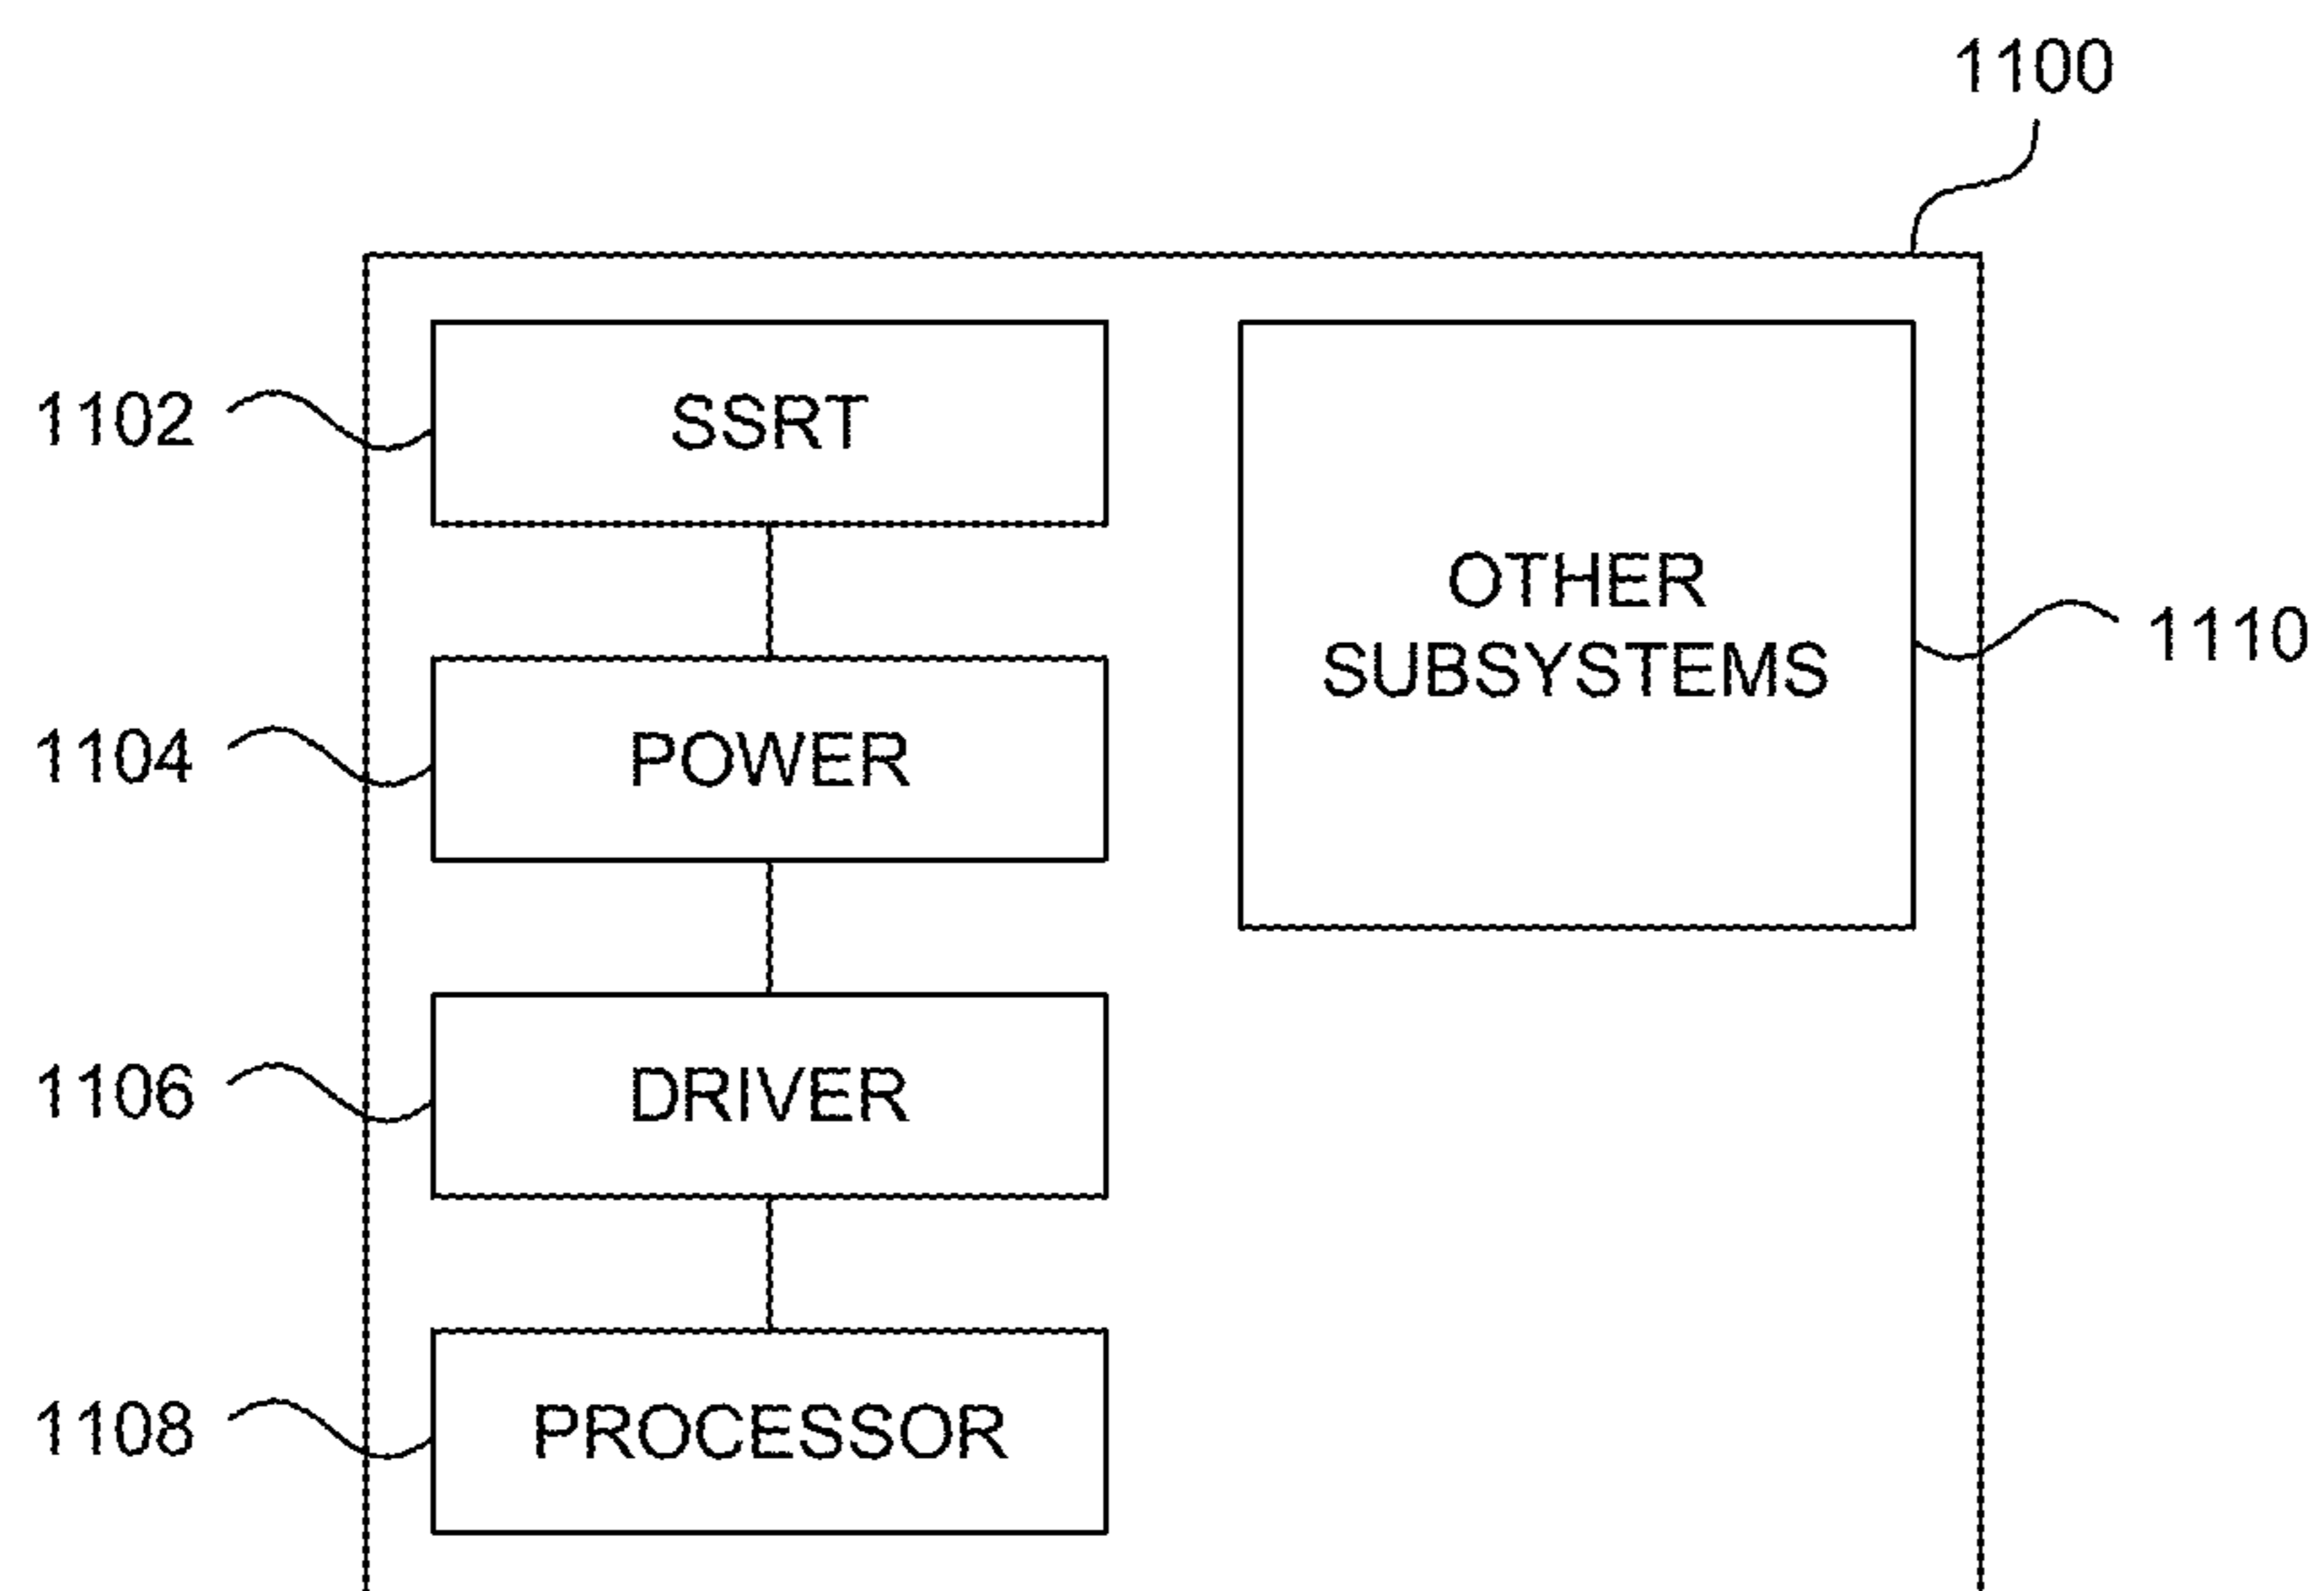 1100
1102
SSRT
OTHER
SUBSYSTEMS
1110
1104
POWER
1106
DRIVER
1108
PROCESSOR